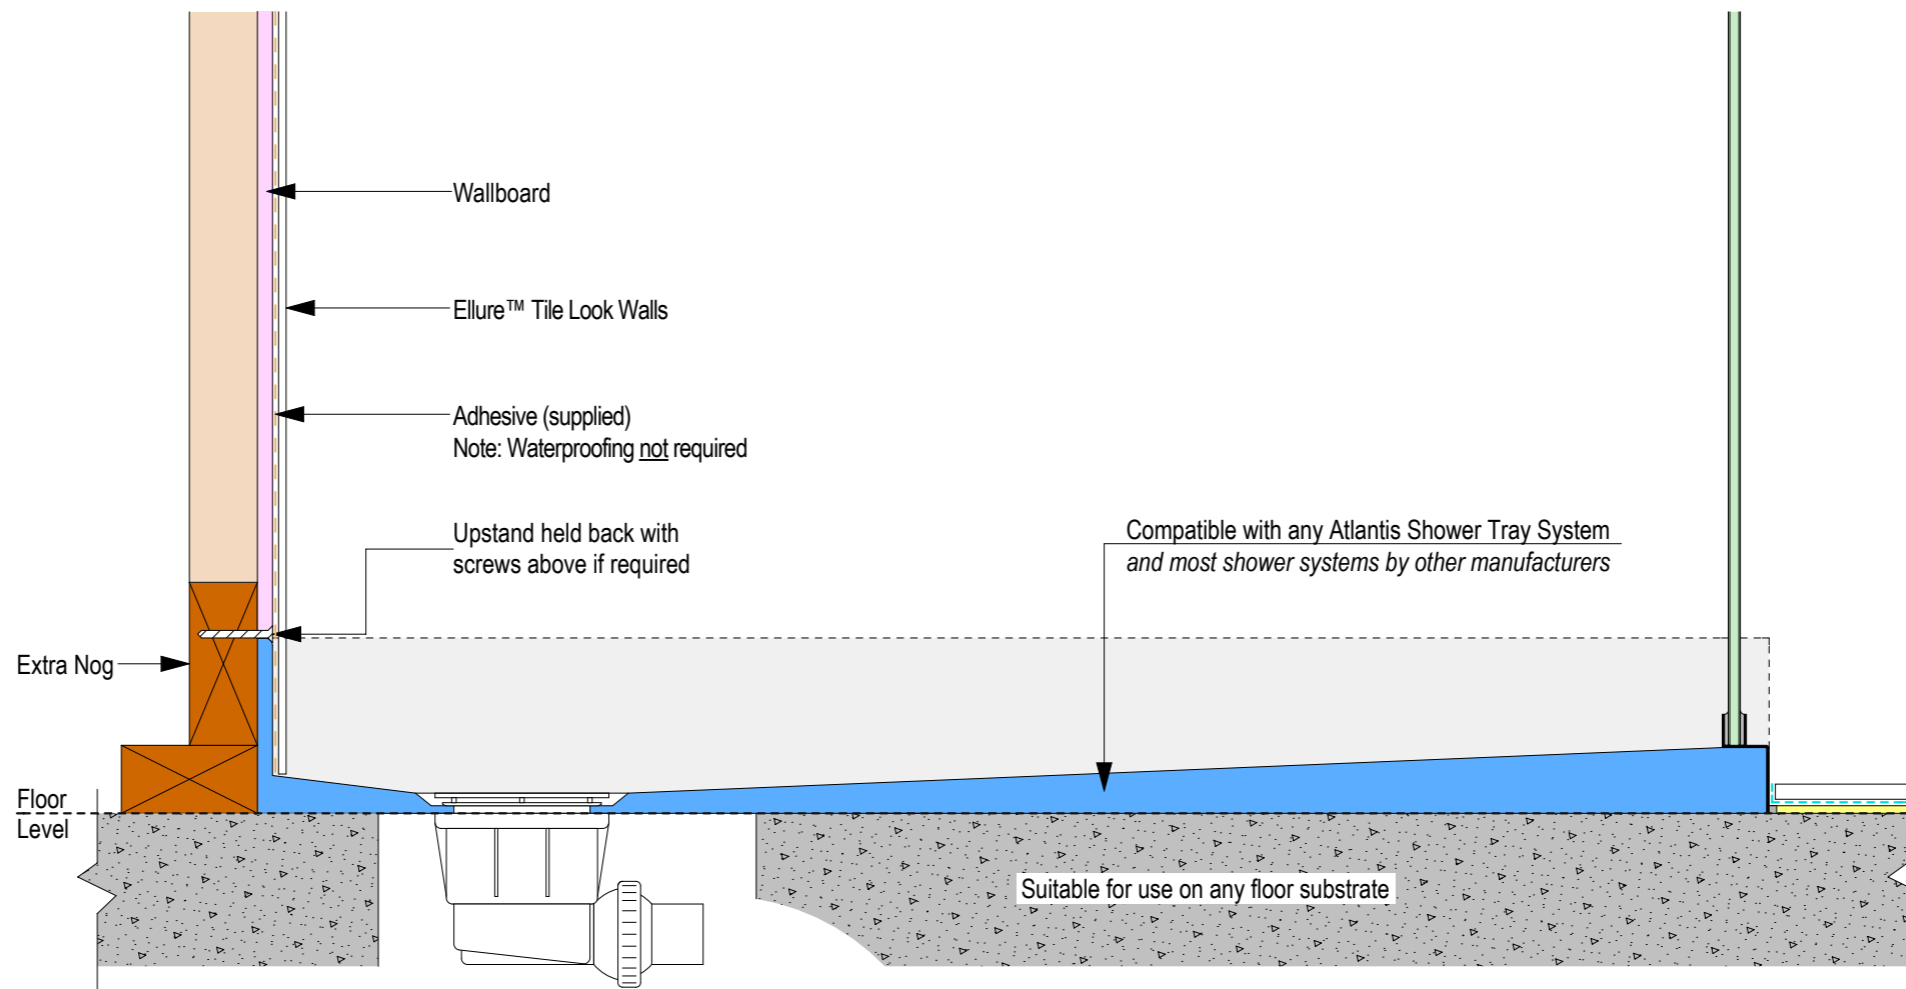 Wallboard
Ellure™ Tile Look Walls
Adhesive (supplied)
Note: Waterproofing not required
Upstand held back with
screws above if required
Compatible with any Atlantis Shower Tray System
and most shower systems by other manufacturers
Extra Nog
Floor
Level
Suitable for use on any floor substrate